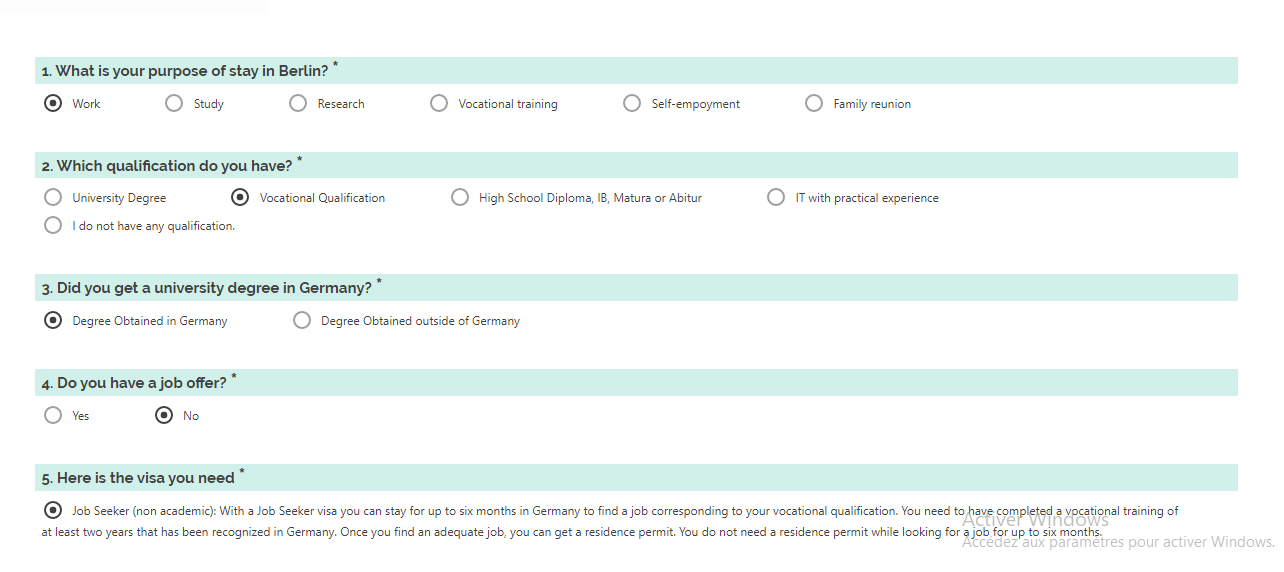 1. What is your purpose of stay in Berlin? *
Work Study Research Vocational training Self-empoyment Family reunion
2. Which qualification do you have? *
University Degree Vocational Qualification High School Diploma, IB, Matura or Abitur IT with practical experience
I do not have any qualification.
3. Did you get a university degree in Germany? *
Degree Obtained in Germany Degree Obtained outside of Germany
4. Do you have a job offer? *
Yes No
5. Here is the visa you need *
Job Seeker (non academic): With a Job Seeker visa you can stay for up to six months in Germany to find a job corresponding to your vocational qualification. You need to have completed a vocational training of
at least two years that has been recognized in Germany. Once you find an adequate job, you can get a residence permit. You do not need a residence permit while looking for a job for up to six months.
Activer Windows
Accédez aux paramètres pour activer Windows.